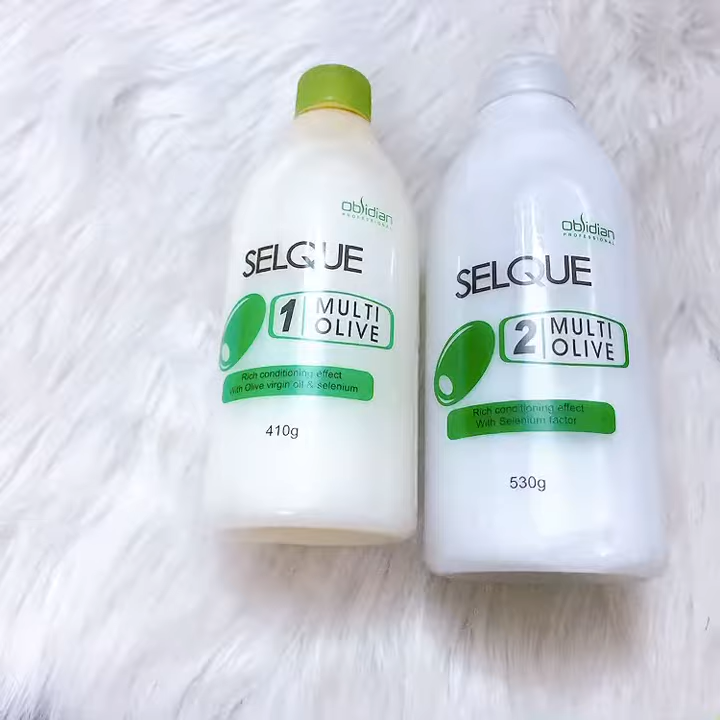 obsidian
PROFESSIONAL
SELQUE
1 MULTI
OLIVE
Rich conditioning effect
With Olive virgin oil & selenium
410g
obsidian
PROFESSIONAL
SELQUE
2 MULTI
OLIVE
Rich conditioning effect
With Selenium factor
530g